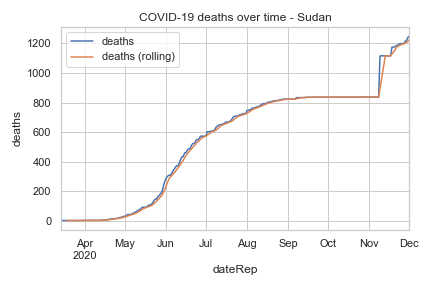 COVID-19 deaths over time - Sudan
deaths
deaths (rolling)
1200
1000
800
600
400
200
0
deaths
Apr May Jun Jul Aug Sep Oct Nov Dec
2020
dateRep